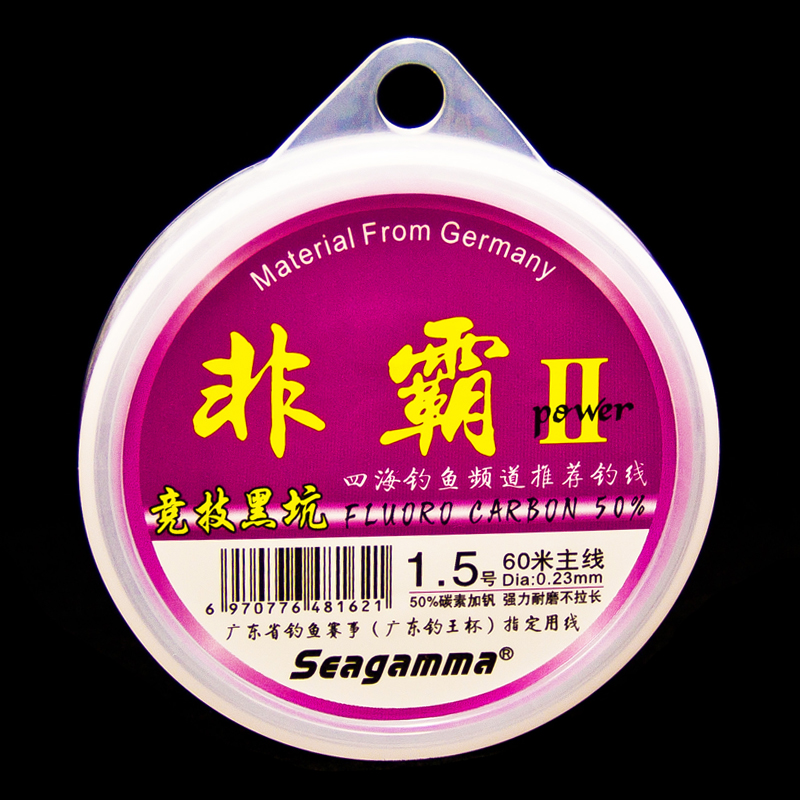 Material From Germany
非霸 II
power
四海钓鱼频道推荐钓线
竞技黑坑 FLUORO CARBON 50%
1.5号 60米主线
Dia:0.23mm
50%碳素加钒 强力耐磨不拉长
6 970776 481621
广东省钓鱼赛事（广东钓王杯）指定用线
Seagamma®